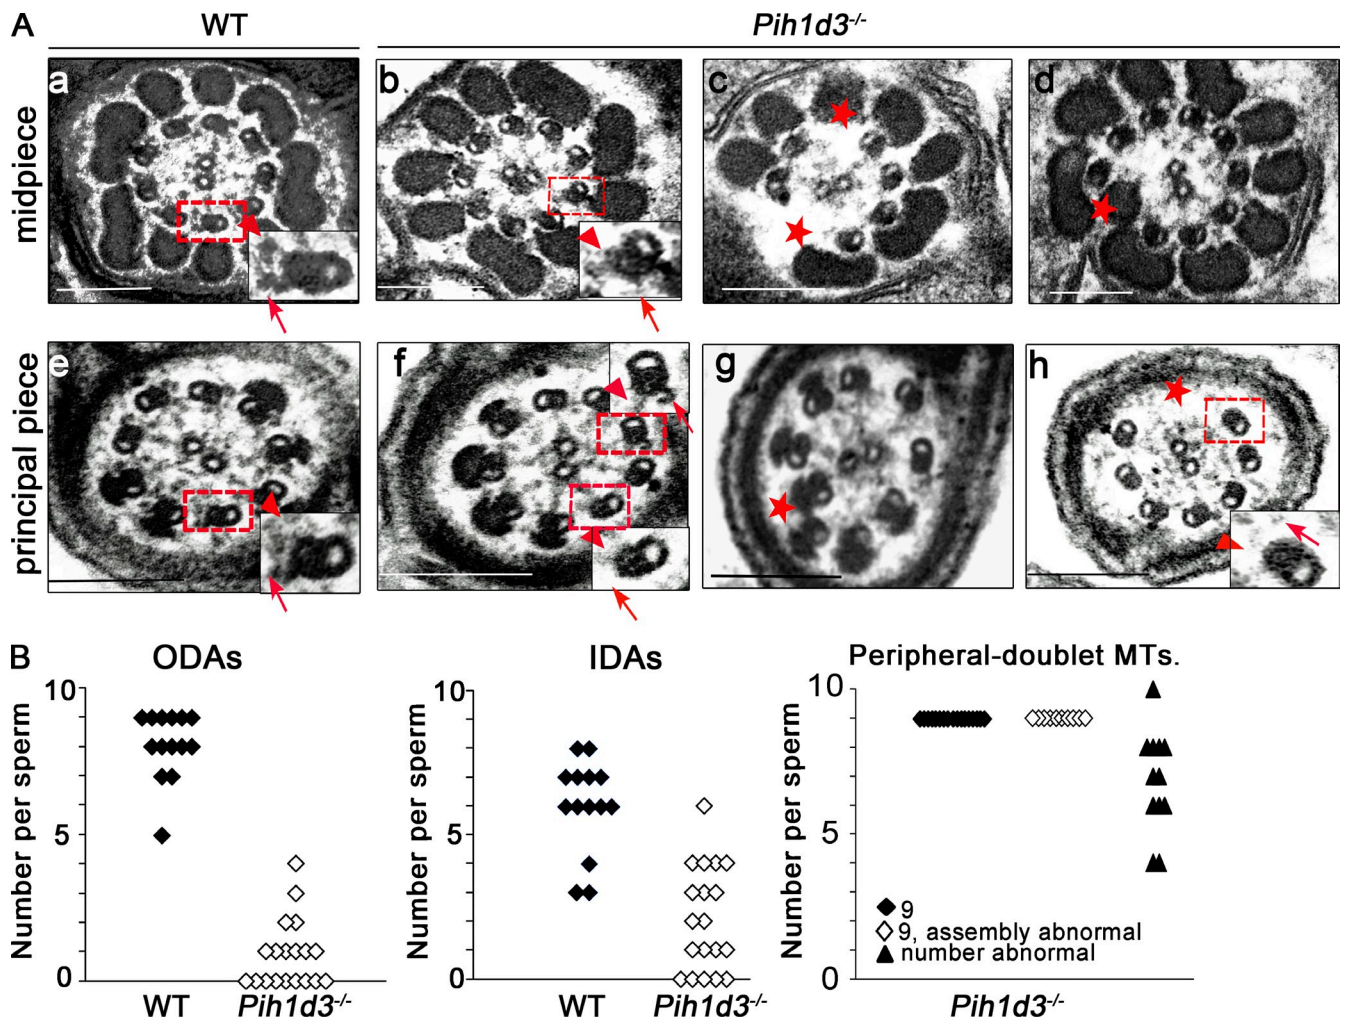 A WT Pih1d3-/-
midpiece
a b c d
principal piece
e f g h
B ODAs IDAs Peripheral-doublet MTs.
Number per sperm
10
5
0
WT Pih1d3-/-
Number per sperm
10
5
0
WT Pih1d3-/-
Number per sperm
10
5
0
9
9, assembly abnormal
number abnormal
Pih1d3-/-